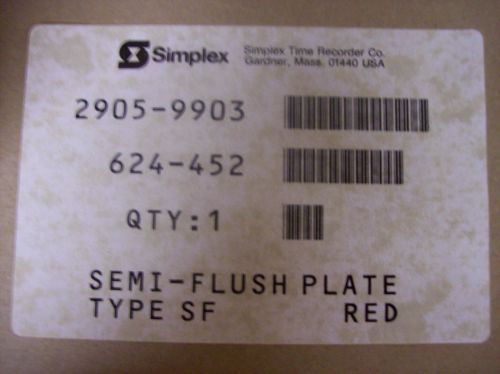 Simplex
Simplex Time Recorder Co.
Gardner, Mass. 01440 USA
2905-9903
624-452
QTY:1
SEMI-FLUSH PLATE
TYPE SF RED